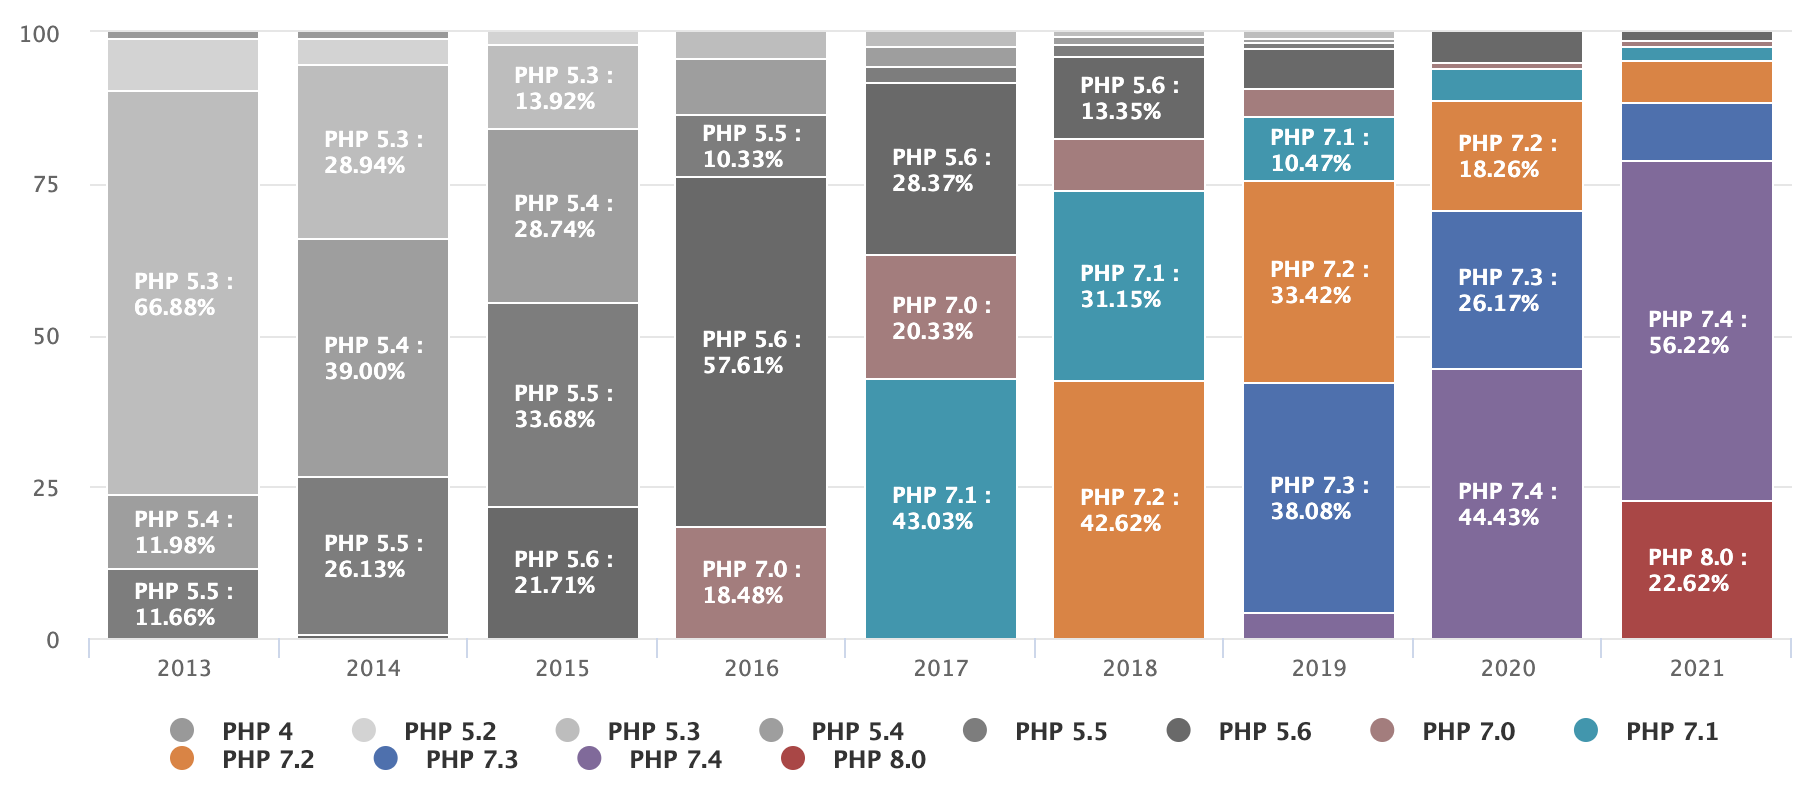 100
75
50
25
0
PHP 5.3 :
66.88%
PHP 5.4 :
11.98%
PHP 5.5 :
11.66%
PHP 5.3 :
28.94%
PHP 5.4 :
39.00%
PHP 5.5 :
26.13%
PHP 5.3 :
13.92%
PHP 5.4 :
28.74%
PHP 5.5 :
33.68%
PHP 5.6 :
21.71%
PHP 5.5 :
10.33%
PHP 5.6 :
57.61%
PHP 7.0 :
18.48%
PHP 5.6 :
28.37%
PHP 7.0 :
20.33%
PHP 7.1 :
43.03%
PHP 5.6 :
13.35%
PHP 7.1 :
31.15%
PHP 7.2 :
42.62%
PHP 7.1 :
10.47%
PHP 7.2 :
33.42%
PHP 7.3 :
38.08%
PHP 7.2 :
18.26%
PHP 7.3 :
26.17%
PHP 7.4 :
44.43%
PHP 7.4 :
56.22%
PHP 8.0 :
22.62%
2013 2014 2015 2016 2017 2018 2019 2020 2021
PHP 4 PHP 5.2 PHP 5.3 PHP 5.4 PHP 5.5 PHP 5.6 PHP 7.0 PHP 7.1
PHP 7.2 PHP 7.3 PHP 7.4 PHP 8.0